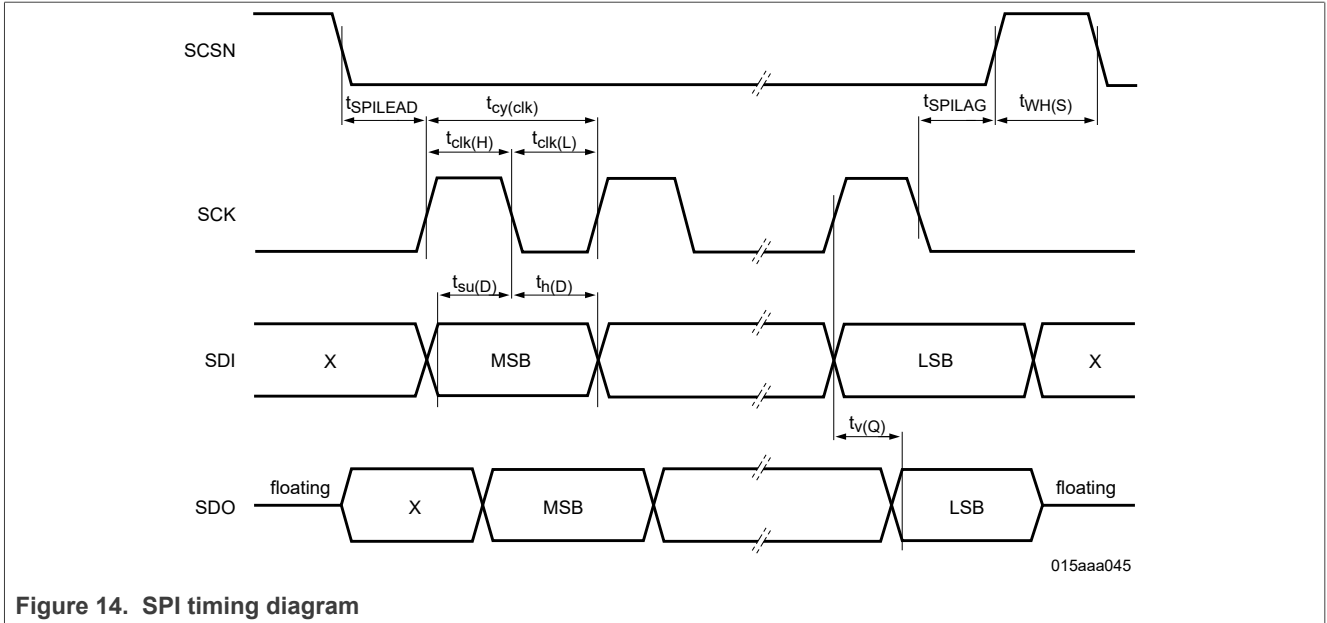 SCSN
tSPILEAD
tcy(clk)
tSPILAG
tWH(S)
tclk(H)
tclk(L)
SCK
tsu(D)
th(D)
SDI
X
MSB
LSB
X
tv(Q)
SDO
floating
X
MSB
LSB
floating
015aaa045
Figure 14. SPI timing diagram